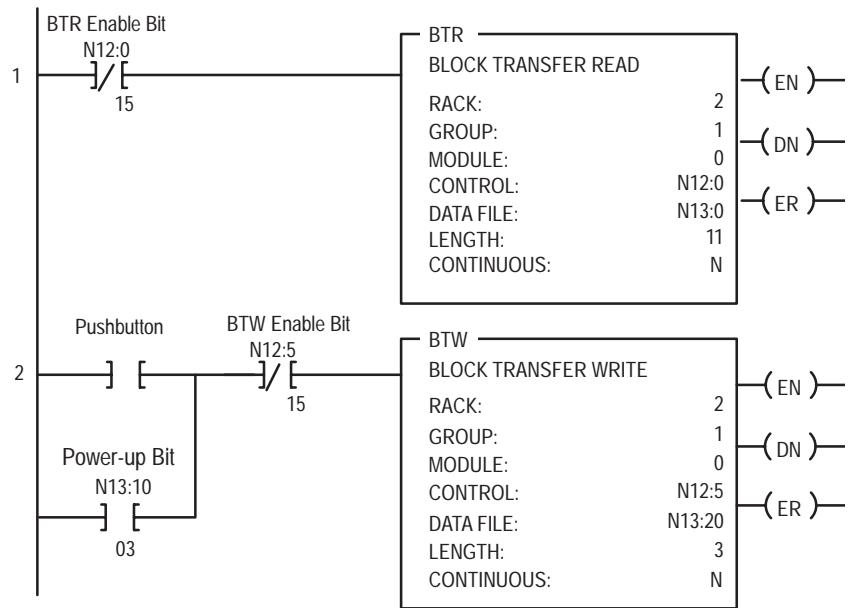 BTR Enable Bit
N12:0
1
15
BTR
BLOCK TRANSFER READ
RACK: 2
GROUP: 1
MODULE: 0
CONTROL: N12:0
DATA FILE: N13:0
LENGTH: 11
CONTINUOUS: N
EN
DN
ER
Pushbutton
BTW Enable Bit
N12:5
2
15
Power-up Bit
N13:10
03
BTW
BLOCK TRANSFER WRITE
RACK: 2
GROUP: 1
MODULE: 0
CONTROL: N12:5
DATA FILE: N13:20
LENGTH: 3
CONTINUOUS: N
EN
DN
ER